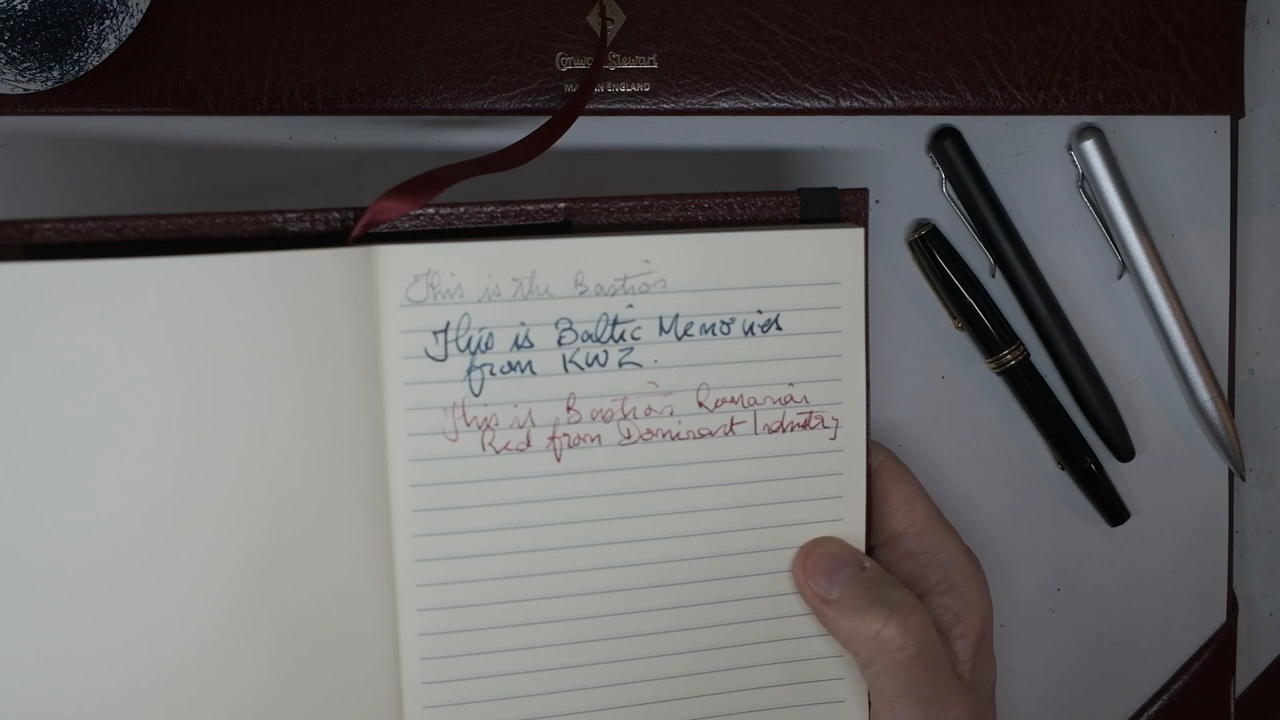 Conway Stewart
MADE IN ENGLAND
This is the Bastion
This is Baltic Memories
from KWZ.
This is Bastion Romanian
Red from Dominant Industry